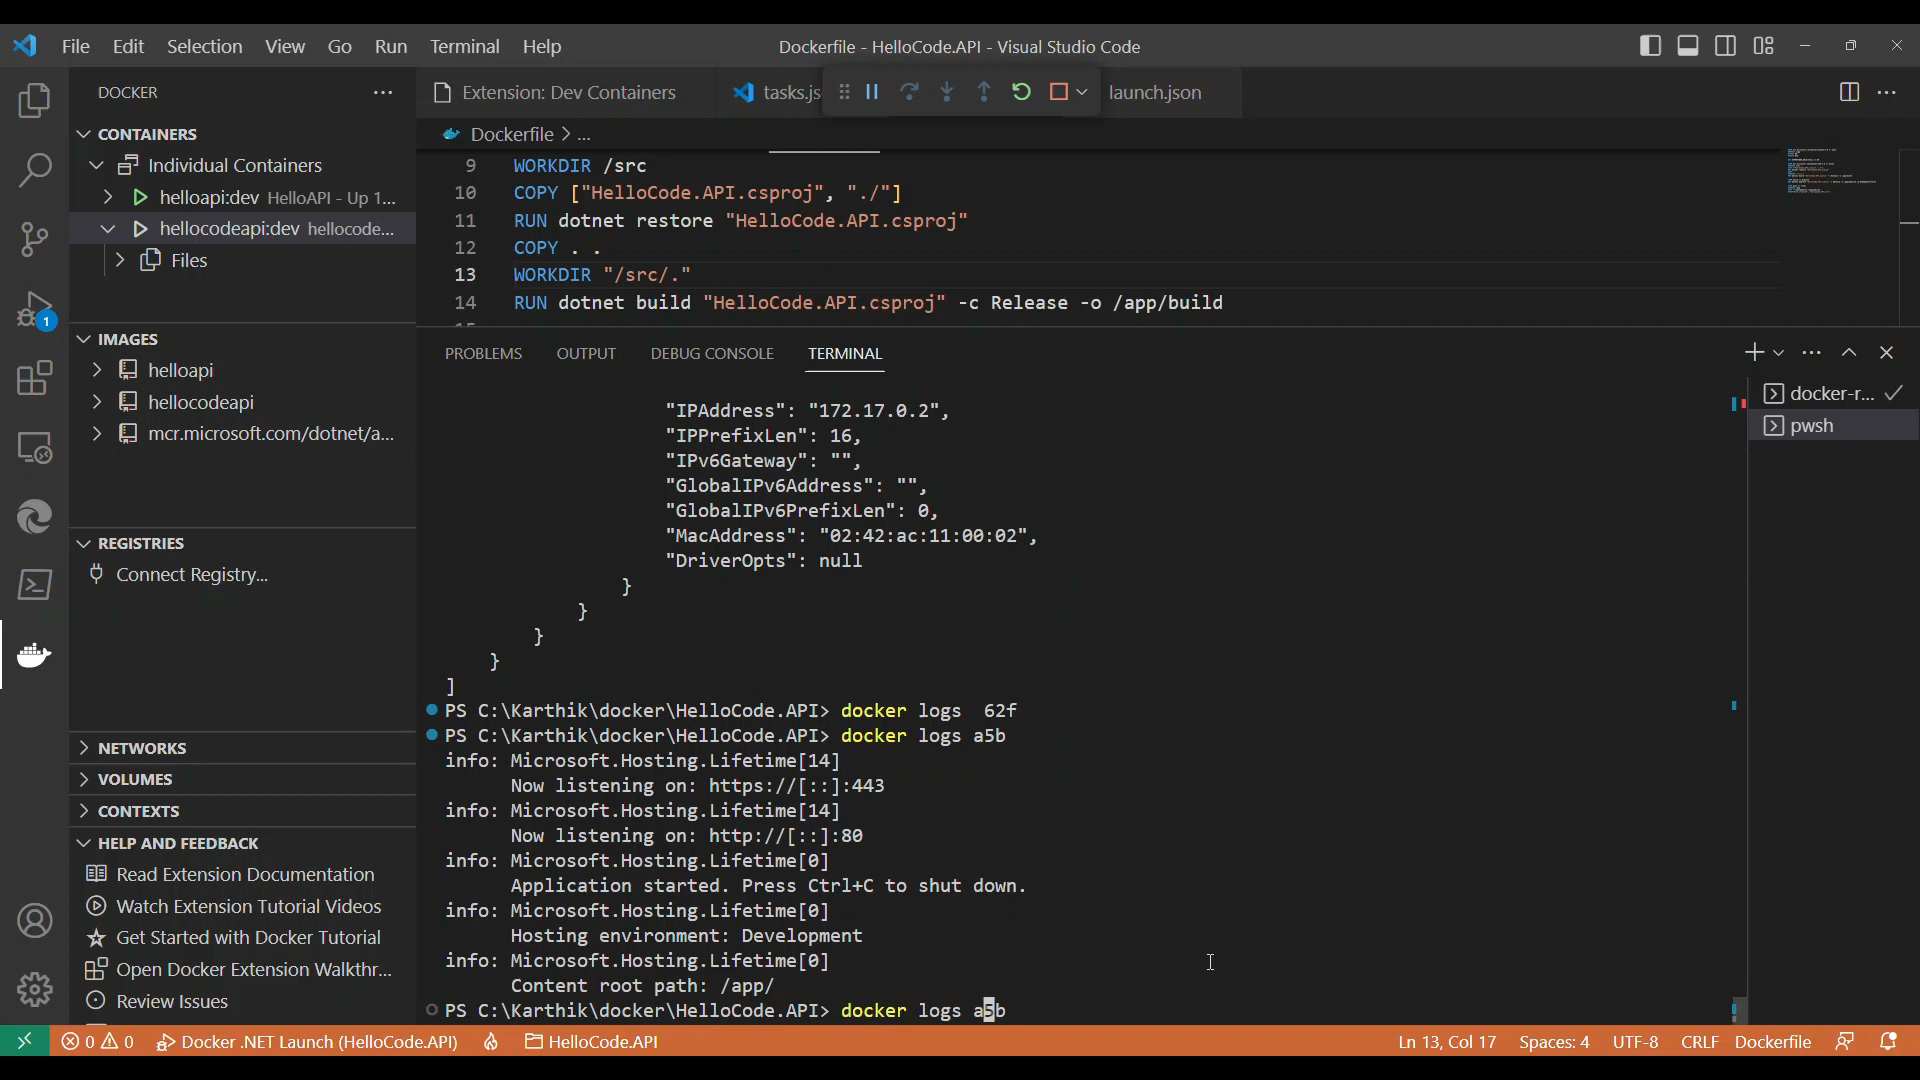 File Edit Selection View Go Run Terminal Help
Dockerfile - HelloCode.API - Visual Studio Code
DOCKER
Extension: Dev Containers
tasks.js
launch.json
Dockerfile > ...
CONTAINERS
Individual Containers
helloapi:dev HelloAPI - Up 1...
hellocodeapi:dev hellocode...
Files
IMAGES
helloapi
hellocodeapi
mcr.microsoft.com/dotnet/a...
REGISTRIES
Connect Registry...
NETWORKS
VOLUMES
CONTEXTS
HELP AND FEEDBACK
Read Extension Documentation
Watch Extension Tutorial Videos
Get Started with Docker Tutorial
Open Docker Extension Walkthr...
Review Issues
1
9 WORKDIR /src
10 COPY ["HelloCode.API.csproj", "./"]
11 RUN dotnet restore "HelloCode.API.csproj"
12 COPY . .
13 WORKDIR "/src/."
14 RUN dotnet build "HelloCode.API.csproj" -c Release -o /app/build
PROBLEMS OUTPUT DEBUG CONSOLE TERMINAL
docker-r...
pwsh
"IPAddress": "172.17.0.2",
"IPPrefixLen": 16,
"IPv6Gateway": "",
"GlobalIPv6Address": "",
"GlobalIPv6PrefixLen": 0,
"MacAddress": "02:42:ac:11:00:02",
"DriverOpts": null
}
}
}
}
]
PS C:\Karthik\docker\HelloCode.API> docker logs  62f
PS C:\Karthik\docker\HelloCode.API> docker logs a5b
info: Microsoft.Hosting.Lifetime[14]
Now listening on: https://[::]:443
info: Microsoft.Hosting.Lifetime[14]
Now listening on: http://[::]:80
info: Microsoft.Hosting.Lifetime[0]
Application started. Press Ctrl+C to shut down.
info: Microsoft.Hosting.Lifetime[0]
Hosting environment: Development
info: Microsoft.Hosting.Lifetime[0]
Content root path: /app/
PS C:\Karthik\docker\HelloCode.API> docker logs a5b
0 0 Docker .NET Launch (HelloCode.API) HelloCode.API
Ln 13, Col 17 Spaces: 4 UTF-8 CRLF Dockerfile